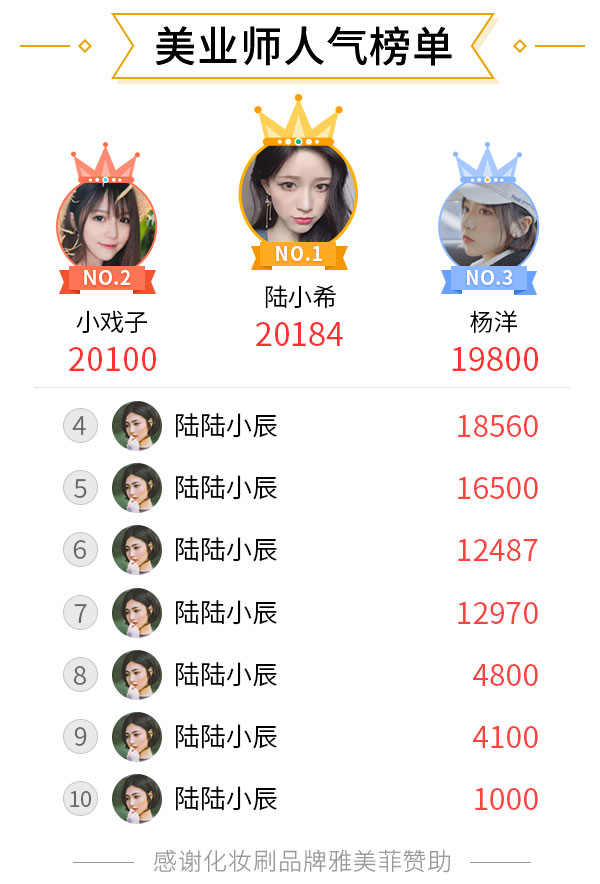 美业师人气榜单
NO.1
陆小希
20184
NO.2
小戏子
20100
NO.3
杨洋
19800
4 陆陆小辰 18560
5 陆陆小辰 16500
6 陆陆小辰 12487
7 陆陆小辰 12970
8 陆陆小辰 4800
9 陆陆小辰 4100
10 陆陆小辰 1000
感谢化妆刷品牌雅美菲赞助